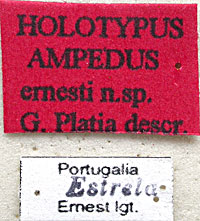 HOLOTYPUS
AMPEDUS
ernesti n.sp.
G. Platia descr.
Portugalia
Estrela
Ernest lgt.